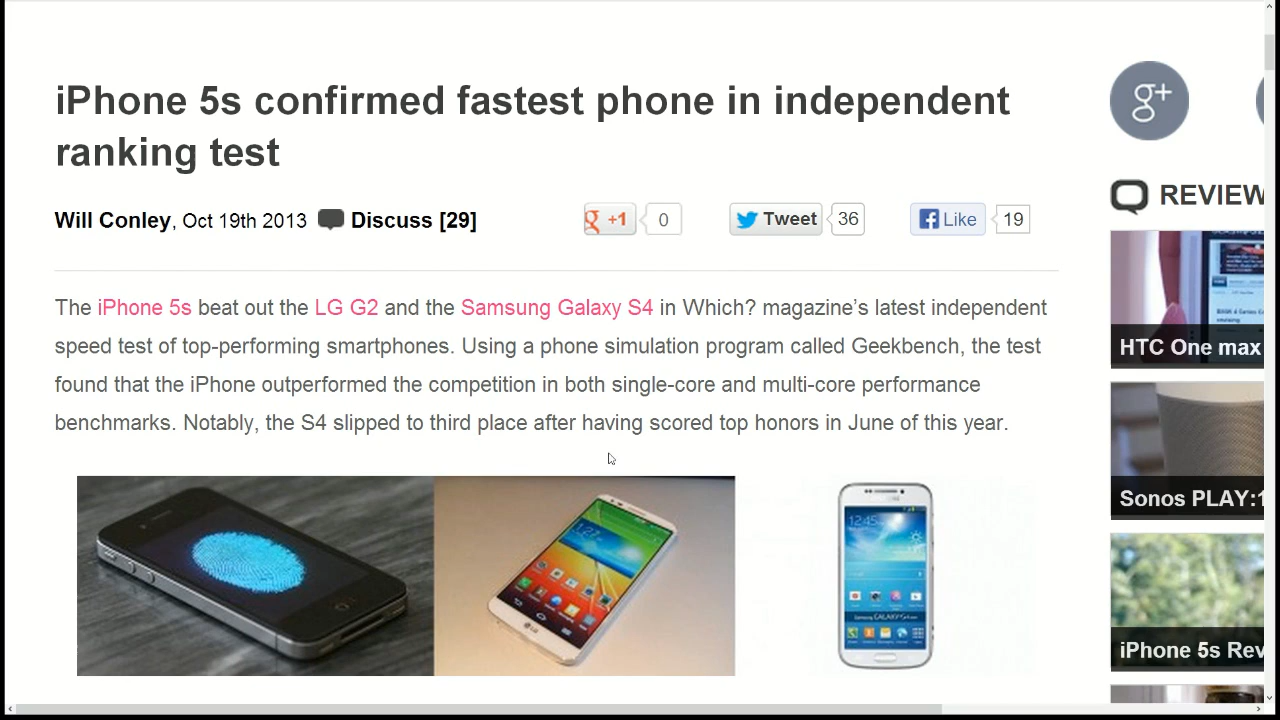 iPhone 5s confirmed fastest phone in independent
ranking test
Will Conley, Oct 19th 2013 Discuss [29]
g +1 0
Tweet 36
Like 19
The iPhone 5s beat out the LG G2 and the Samsung Galaxy S4 in Which? magazine’s latest independent
speed test of top-performing smartphones. Using a phone simulation program called Geekbench, the test
found that the iPhone outperformed the competition in both single-core and multi-core performance
benchmarks. Notably, the S4 slipped to third place after having scored top honors in June of this year.
LG
g+
REVIEW
HTC One max
Sonos PLAY:1
iPhone 5s Rev